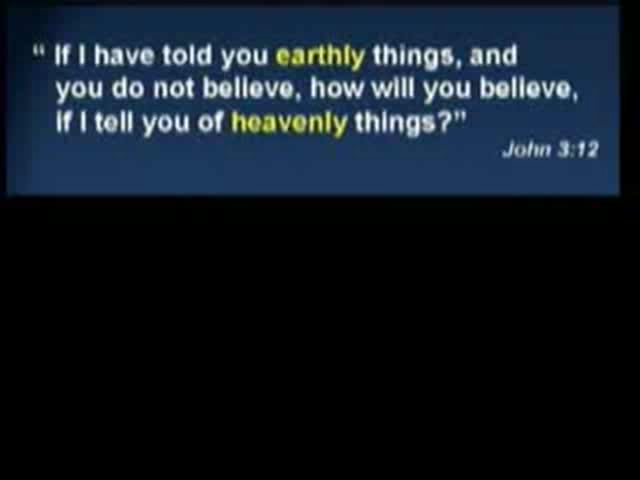 “ If I have told you earthly things, and
you do not believe, how will you believe,
if I tell you of heavenly things?”
John 3:12